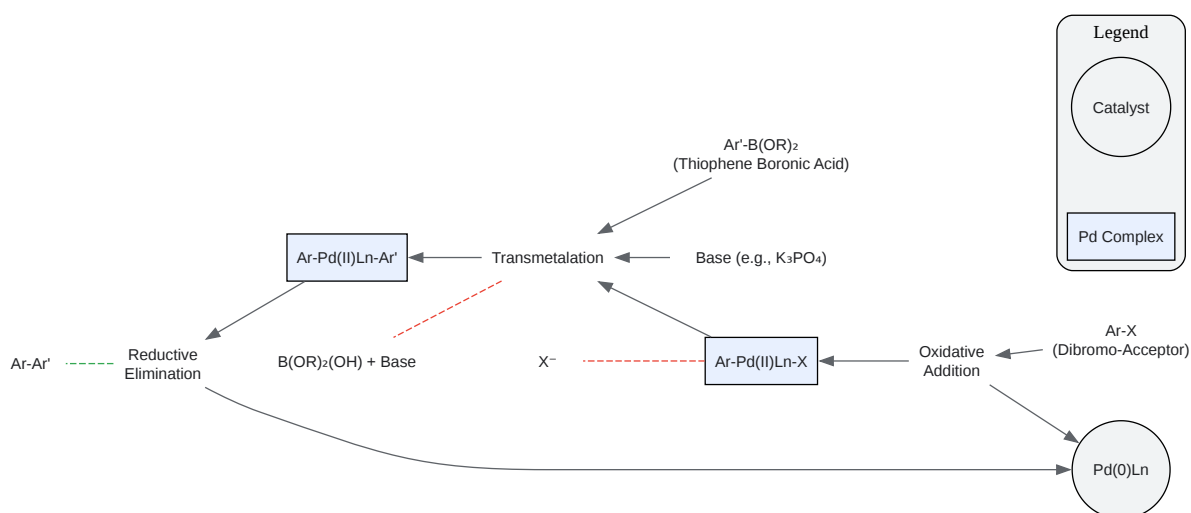 Legend
Catalyst
Pd Complex
Ar'-B(OR)₂
(Thiophene Boronic Acid)
Ar-Pd(II)Ln-Ar'
Transmetalation
Base (e.g., K₃PO₄)
Ar-X
(Dibromo-Acceptor)
Ar-Ar'
Reductive
Elimination
B(OR)₂(OH) + Base
X⁻
Ar-Pd(II)Ln-X
Oxidative
Addition
Pd(0)Ln